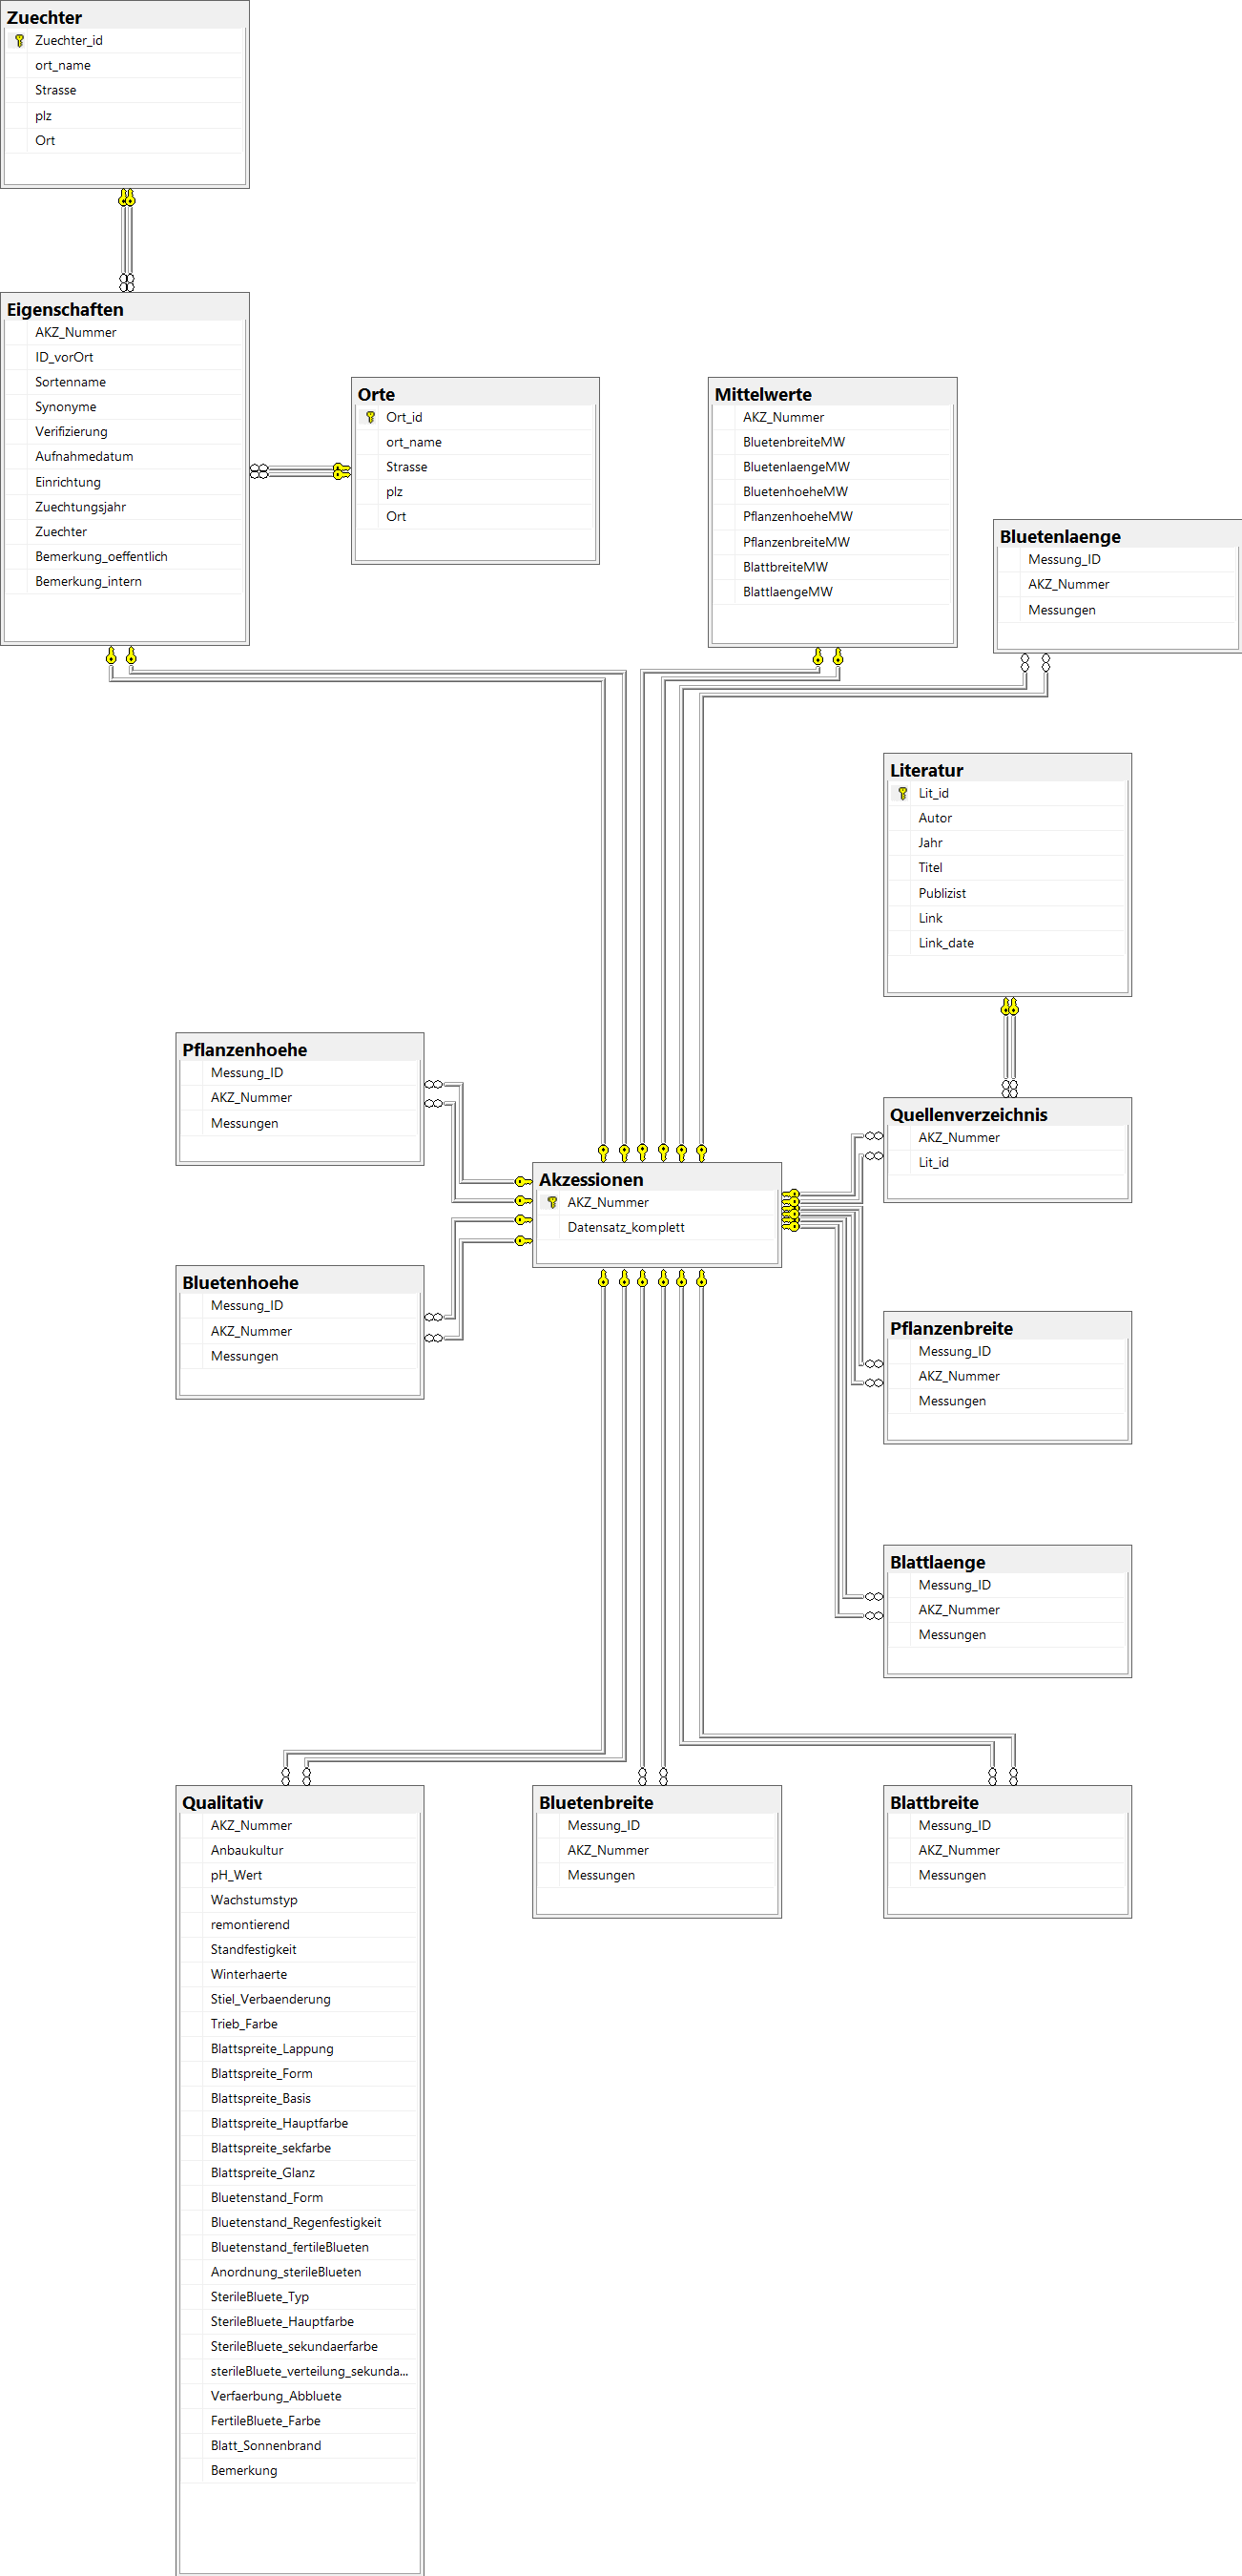 Zuechter
Zuechter_id
ort_name
Strasse
plz
Ort
Eigenschaften
AKZ_Nummer
ID_vorOrt
Sortenname
Synonyme
Verifizierung
Aufnahmedatum
Einrichtung
Zuechtungsjahr
Zuechter
Bemerkung_oeffentlich
Bemerkung_intern
Orte
Ort_id
ort_name
Strasse
plz
Ort
Mittelwerte
AKZ_Nummer
BluetenbreiteMW
BluetenlaengeMW
BluetenhoeheMW
PflanzenhoeheMW
PflanzenbreiteMW
BlattbreiteMW
BlattlaengeMW
Bluetenlaenge
Messung_ID
AKZ_Nummer
Messungen
Literatur
Lit_id
Autor
Jahr
Titel
Publizist
Link
Link_date
Pflanzenhoehe
Messung_ID
AKZ_Nummer
Messungen
Quellenverzeichnis
AKZ_Nummer
Lit_id
Akzessionen
AKZ_Nummer
Datensatz_komplett
Bluetenhoehe
Messung_ID
AKZ_Nummer
Messungen
Pflanzenbreite
Messung_ID
AKZ_Nummer
Messungen
Blattlaenge
Messung_ID
AKZ_Nummer
Messungen
Qualitativ
AKZ_Nummer
Anbaukultur
pH_Wert
Wachstumstyp
remontierend
Standfestigkeit
Winterhaerte
Stiel_Verbaenderung
Trieb_Farbe
Blattspreite_Lappung
Blattspreite_Form
Blattspreite_Basis
Blattspreite_Hauptfarbe
Blattspreite_sekfarbe
Blattspreite_Glanz
Bluetenstand_Form
Bluetenstand_Regenfestigkeit
Bluetenstand_fertileBlueten
Anordnung_sterileBlueten
SterileBluete_Typ
SterileBluete_Hauptfarbe
SterileBluete_sekundaerfarbe
sterileBluete_verteilung_sekunda...
Verfaerbung_Abbluete
FertileBluete_Farbe
Blatt_Sonnenbrand
Bemerkung
Bluetenbreite
Messung_ID
AKZ_Nummer
Messungen
Blattbreite
Messung_ID
AKZ_Nummer
Messungen